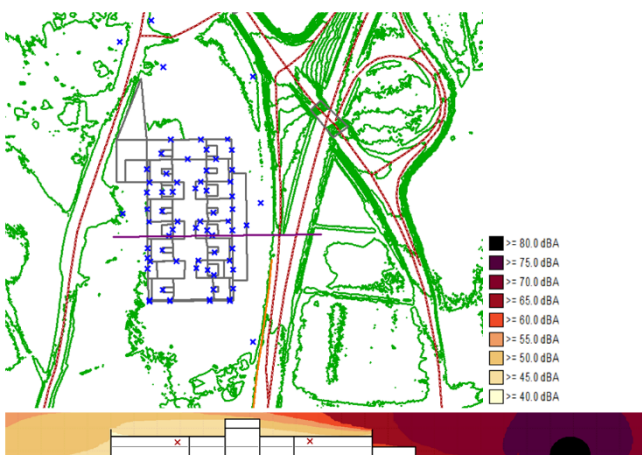 >= 80.0 dBA
>= 75.0 dBA
>= 70.0 dBA
>= 65.0 dBA
>= 60.0 dBA
>= 55.0 dBA
>= 50.0 dBA
>= 45.0 dBA
>= 40.0 dBA